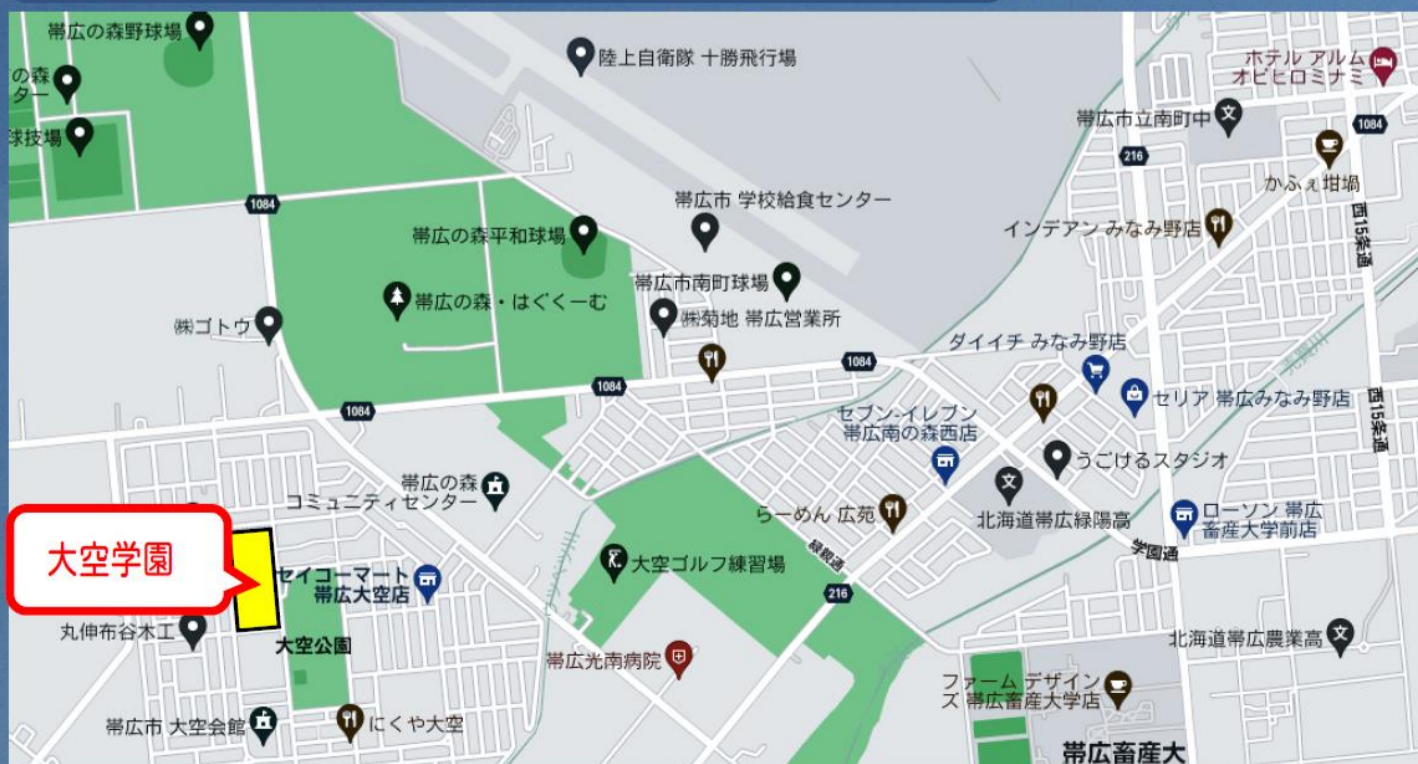 帯広の森野球場
陸上自衛隊 十勝飛行場
ホテル アルム
オビヒロミナミ
の森
ター
球技場
帯広市立南町中
1084
216
かふぇ坩堝
1084
帯広市 学校給食センター
西15条通
帯広の森平和球場
インデアン みなみ野店
帯広市南町球場
帯広の森・はぐくーむ
㈱ゴトウ
㈱菊地 帯広営業所
ダイイチ みなみ野店
1084
1084
1084
セリア 帯広みなみ野店
西15条通
セブン-イレブン
帯広南の森西店
うごけるスタジオ
帯広の森
コミュニティセンター
らーめん 広苑
北海道帯広緑陽高
ローソン 帯広
畜産大学前店
学園通
緑親通
大空学園
大空ゴルフ練習場
セイコーマート
帯広大空店
216
丸伸布谷木工
大空公園
北海道帯広農業高
帯広光南病院
ファーム デザイン
ズ 帯広畜産大学店
帯広市 大空会館
にくや大空
帯広畜産大